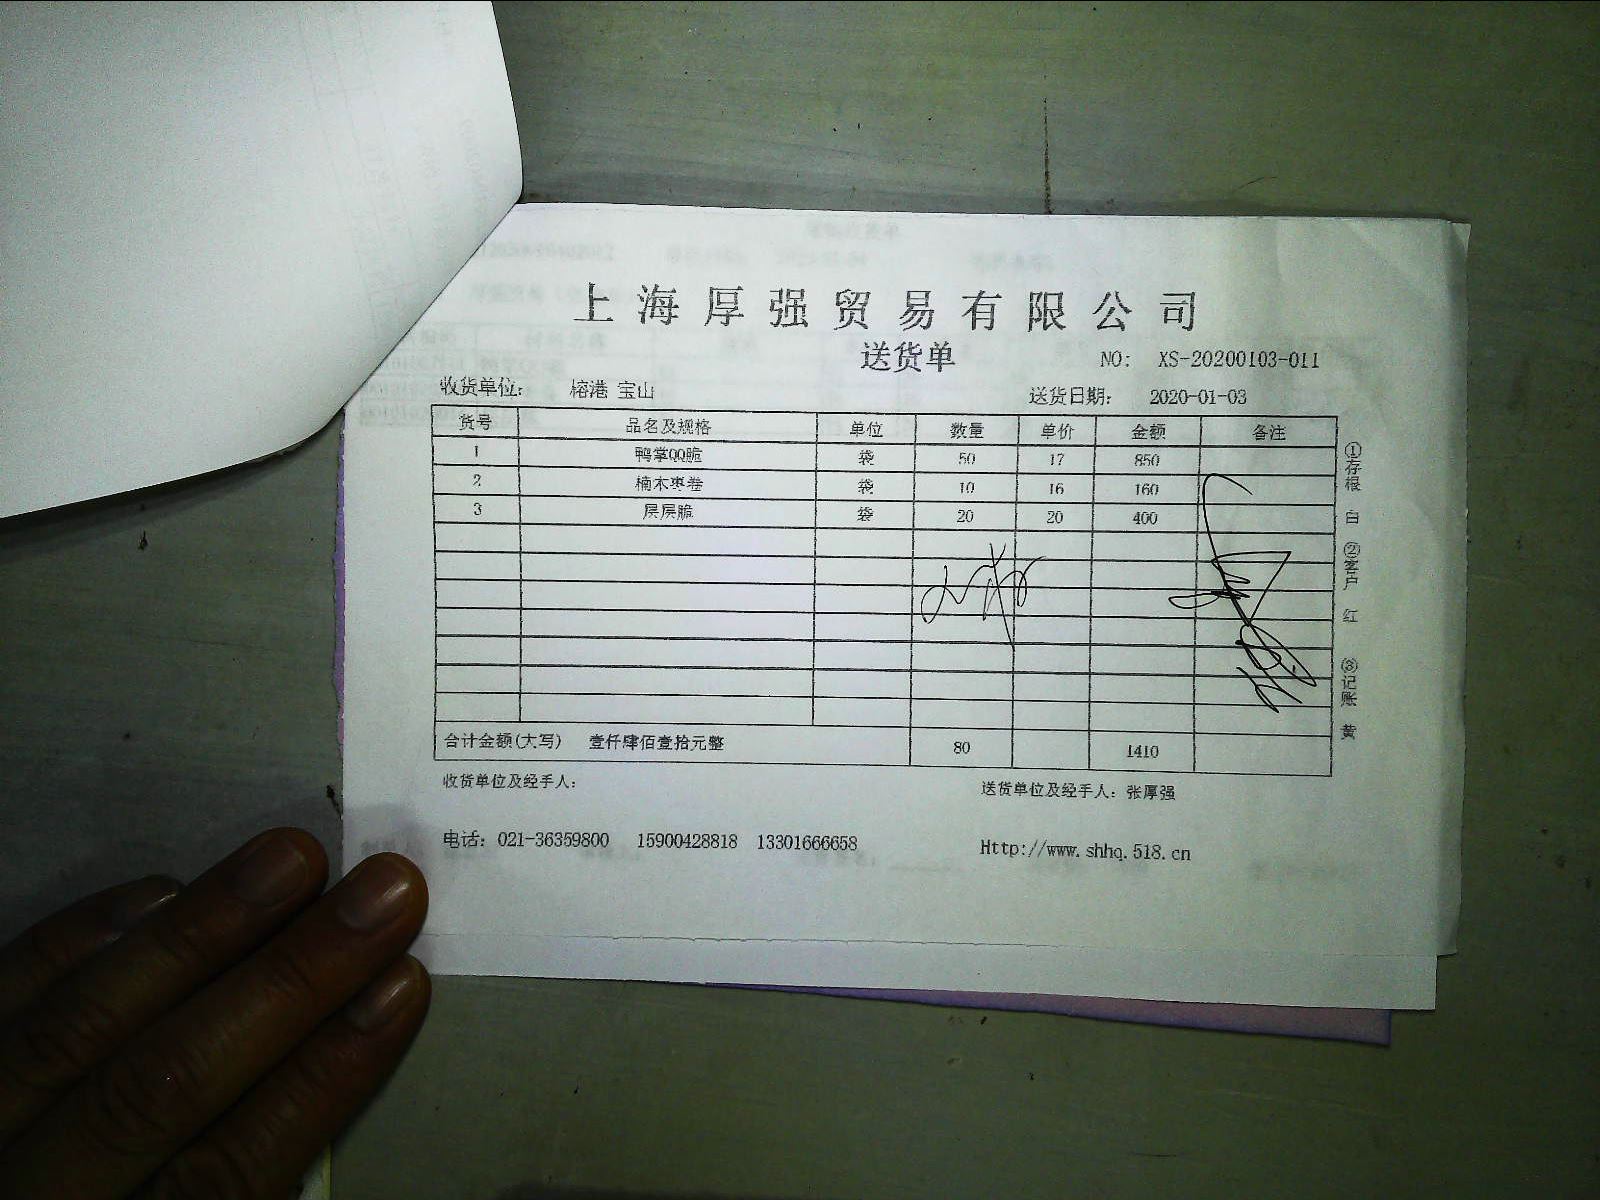 上海厚强贸易有限公司
送货单
NO: XS-20200103-011
收货单位: 榕港 宝山
送货日期: 2020-01-03
货号 品名及规格 单位 数量 单价 金额 备注
1 鸭掌QQ脆 袋 50 17 850
2 楠木枣卷 袋 10 16 160
3 层层脆 袋 20 20 400
合计金额(大写) 壹仟肆佰壹拾元整 80 1410
收货单位及经手人:
送货单位及经手人: 张厚强
电话: 021-36359800 15900428818 13301666658
Http://www.shhq.518.cn
①存根 白 ②客户 红 ③记账 黄